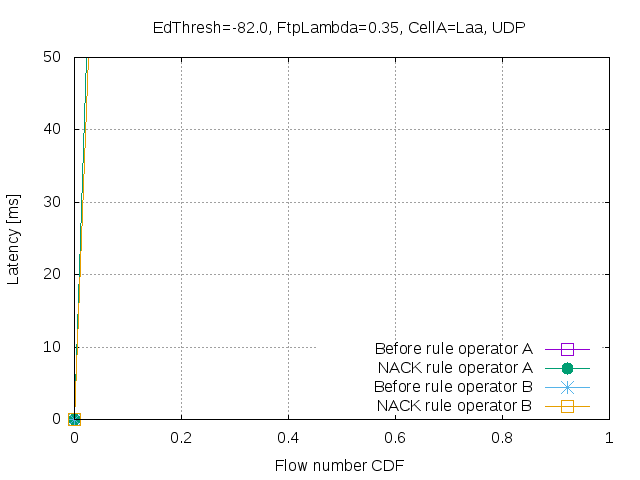 EdThresh=-82.0, FtpLambda=0.35, CellA=Laa, UDP
50
40
30
20
10
0
Latency [ms]
Before rule operator A
NACK rule operator A
Before rule operator B
NACK rule operator B
0 0.2 0.4 0.6 0.8 1
Flow number CDF